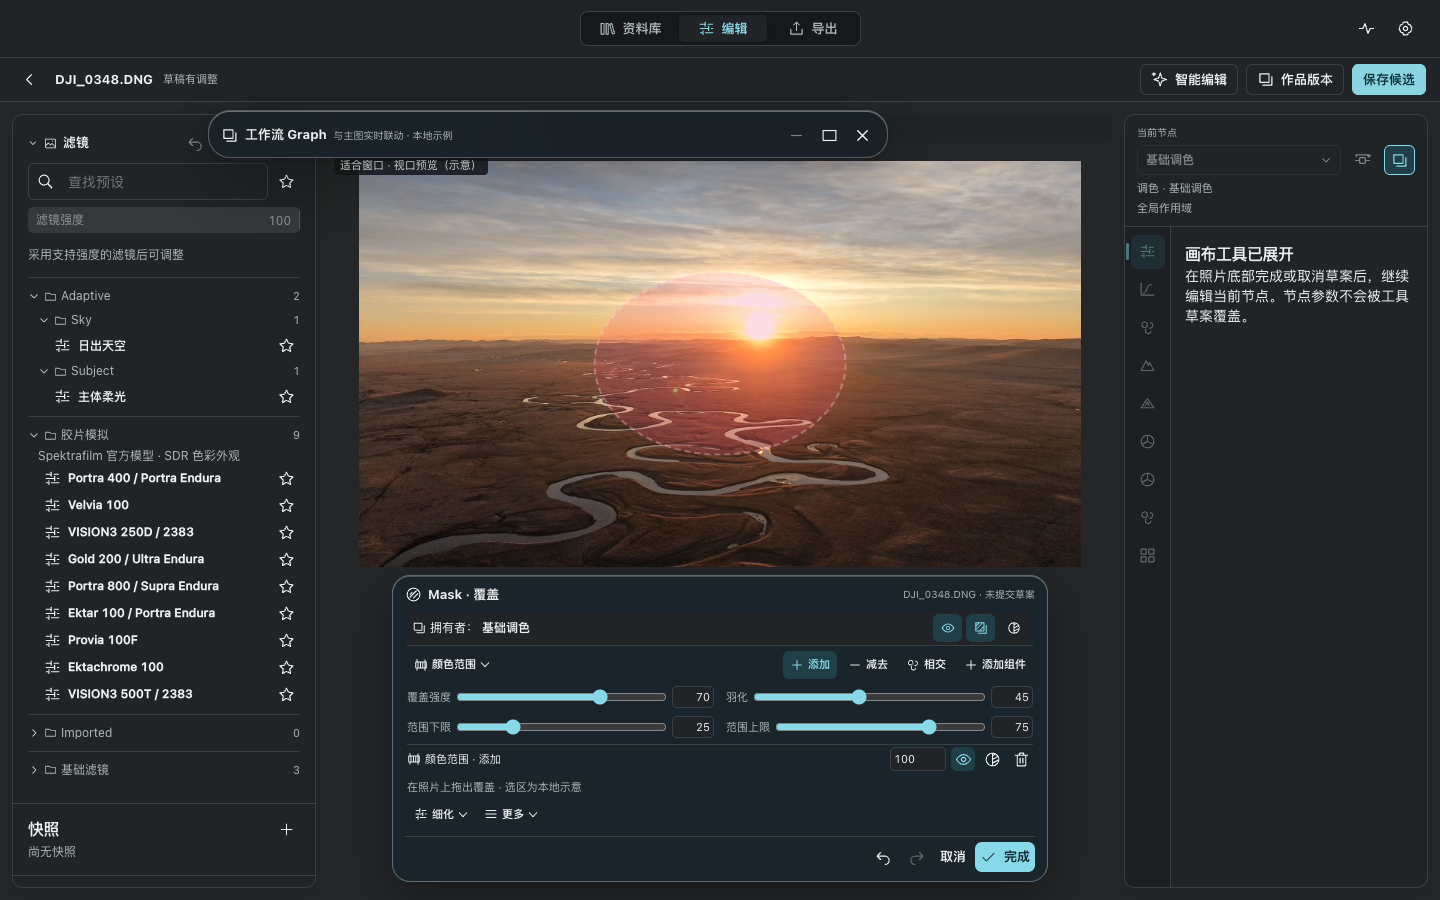 资料库
编辑
导出
DJI_0348.DNG 草稿有调整
智能编辑
作品版本
保存候选
滤镜
查找预设
滤镜强度 100
采用支持强度的滤镜后可调整
Adaptive 2
Sky 1
日出天空
Subject 1
主体柔光
胶片模拟 9
Spektrafilm 官方模型 · SDR 色彩外观
Portra 400 / Portra Endura
Velvia 100
VISION3 250D / 2383
Gold 200 / Ultra Endura
Portra 800 / Supra Endura
Ektar 100 / Portra Endura
Provia 100F
Ektachrome 100
VISION3 500T / 2383
Imported 0
基础滤镜 3
快照
尚无快照
工作流 Graph 与主图实时联动 · 本地示例
适合窗口 · 视口预览（示意）
Mask · 覆盖 DJI_0348.DNG · 未提交草案
拥有者： 基础调色
颜色范围 添加 减去 相交 添加组件
覆盖强度 70 羽化 45
范围下限 25 范围上限 75
颜色范围 · 添加 100
在照片上拖出覆盖 · 选区为本地示意
细化 更多
取消 完成
当前节点
基础调色
调色 · 基础调色
全局作用域
画布工具已展开
在照片底部完成或取消草案后，继续
编辑当前节点。节点参数不会被工具
草案覆盖。